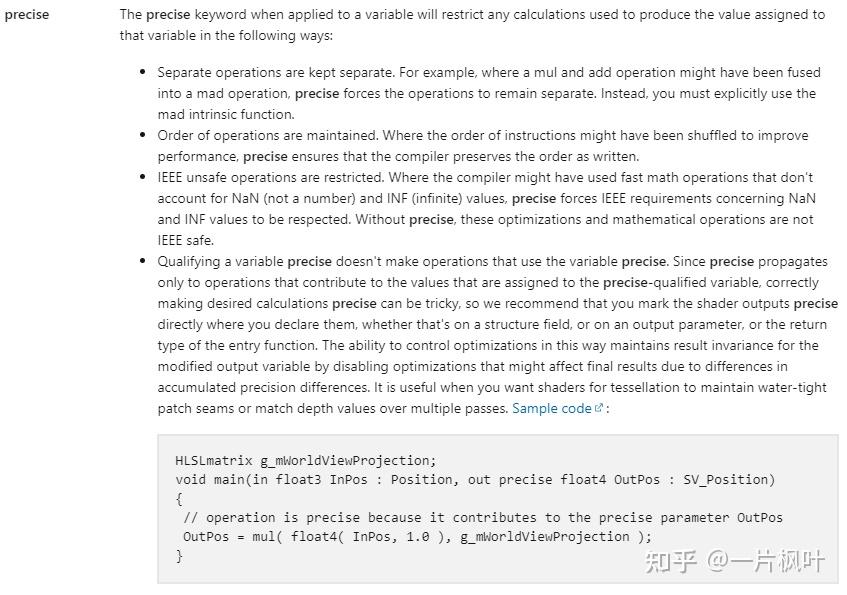 precise The precise keyword when applied to a variable will restrict any calculations used to produce the value assigned to
that variable in the following ways:
• Separate operations are kept separate. For example, where a mul and add operation might have been fused
into a mad operation, precise forces the operations to remain separate. Instead, you must explicitly use the
mad intrinsic function.
• Order of operations are maintained. Where the order of instructions might have been shuffled to improve
performance, precise ensures that the compiler preserves the order as written.
• IEEE unsafe operations are restricted. Where the compiler might have used fast math operations that don't
account for NaN (not a number) and INF (infinite) values, precise forces IEEE requirements concerning NaN
and INF values to be respected. Without precise, these optimizations and mathematical operations are not
IEEE safe.
• Qualifying a variable precise doesn't make operations that use the variable precise. Since precise propagates
only to operations that contribute to the values that are assigned to the precise-qualified variable, correctly
making desired calculations precise can be tricky, so we recommend that you mark the shader outputs precise
directly where you declare them, whether that's on a structure field, or on an output parameter, or the return
type of the entry function. The ability to control optimizations in this way maintains result invariance for the
modified output variable by disabling optimizations that might affect final results due to differences in
accumulated precision differences. It is useful when you want shaders for tessellation to maintain water-tight
patch seams or match depth values over multiple passes. Sample code :
HLSLmatrix g_mWorldViewProjection;
void main(in float3 InPos : Position, out precise float4 OutPos : SV_Position)
{
// operation is precise because it contributes to the precise parameter OutPos
OutPos = mul( float4( InPos, 1.0 ), g_mWorldViewProjection );
}
知乎 @一片枫叶